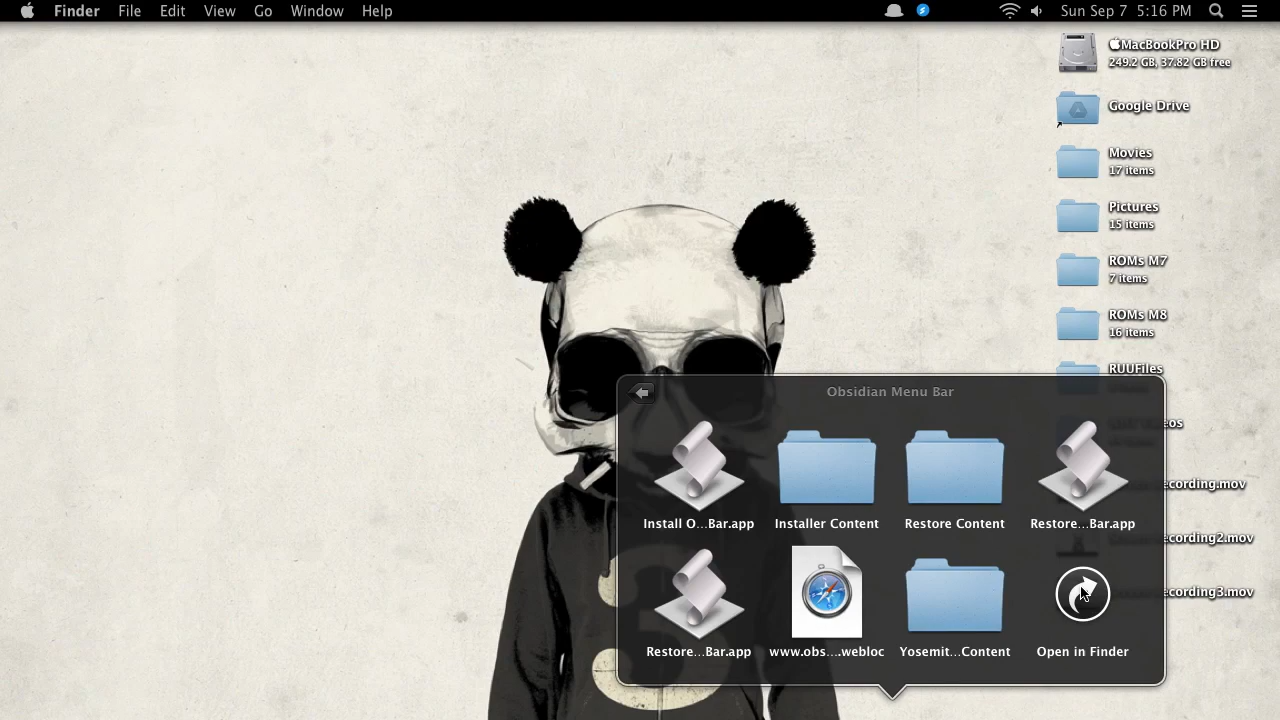 Finder File Edit View Go Window Help Sun Sep 7 5:16 PM
MacBookPro HD
249.2 GB, 37.82 GB free
Google Drive
Movies
17 items
Pictures
15 items
ROMs M7
7 items
ROMs M8
16 items
RUUFiles
Obsidian Menu Bar
Install O...Bar.app
Installer Content
Restore Content
Restore...Bar.app
Restore...Bar.app
www.obs....webloc
Yosemit...Content
Open in Finder
ecording.mov
ecording2.mov
ecording3.mov